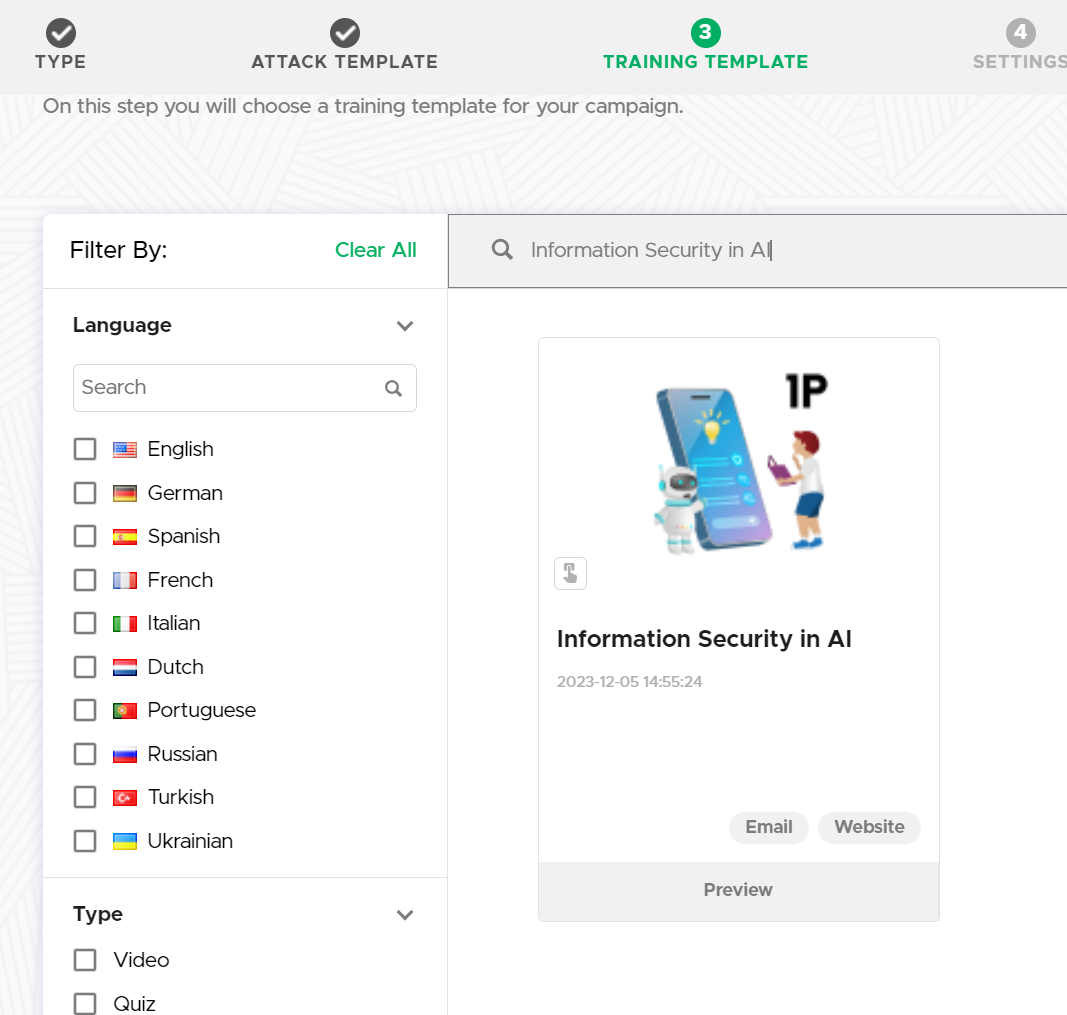 3
4
TYPE
ATTACK TEMPLATE
TRAINING TEMPLATE
SETTINGS
On this step you will choose a training template for your campaign.
Filter By:
Clear All
Information Security in AI
Language
Search
English
German
Spanish
French
Italian
Dutch
Portuguese
Russian
Turkish
Ukrainian
Type
Video
Quiz
1P
Information Security in AI
2023-12-05 14:55:24
Email
Website
Preview